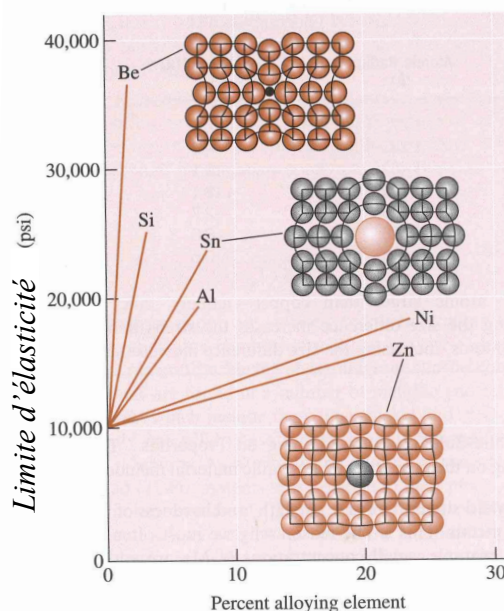 40,000
Be
30,000
(psi)
Si
Sn
Limite d'élasticité
20,000
Al
Ni
Zn
10,000
0
0
10
20
30
Percent alloying element